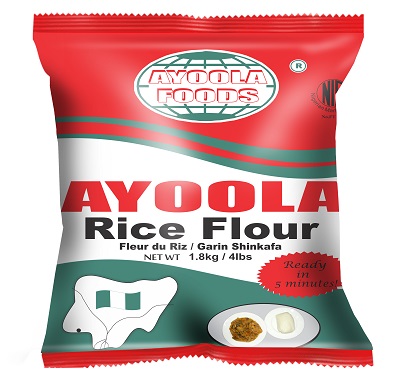 AYOOLA
FOODS
®
NIS
AYOOLA
Rice Flour
Fleur du Riz / Garin Shinkafa
NET WT 1.8kg / 4lbs
Ready
in
5 minutes!